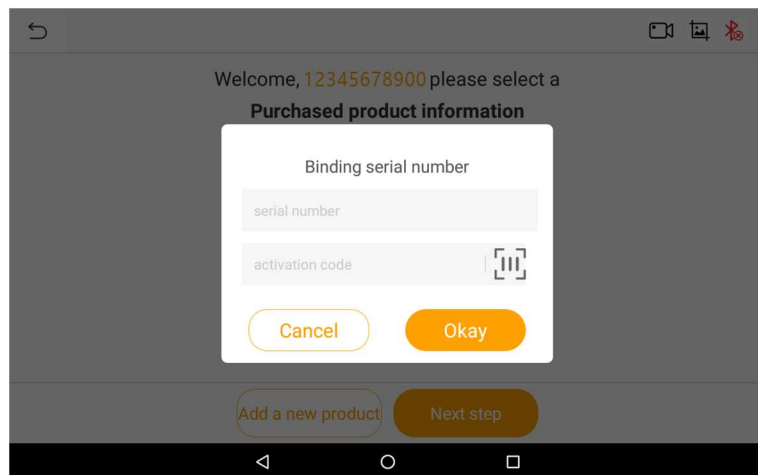 Welcome, 12345678900 please select a
Purchased product information
Binding serial number
serial number
activation code
Cancel Okay
Add a new product Next step